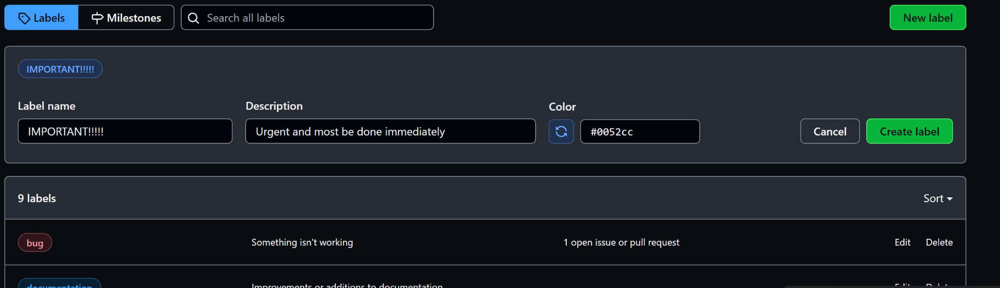 Labels Milestones Search all labels New label
IMPORTANT!!!!!
Label name Description Color
IMPORTANT!!!!! Urgent and most be done immediately #0052cc Cancel Create label
9 labels Sort
bug Something isn't working 1 open issue or pull request Edit Delete
documentation Improvements or additions to documentation Edit Delete